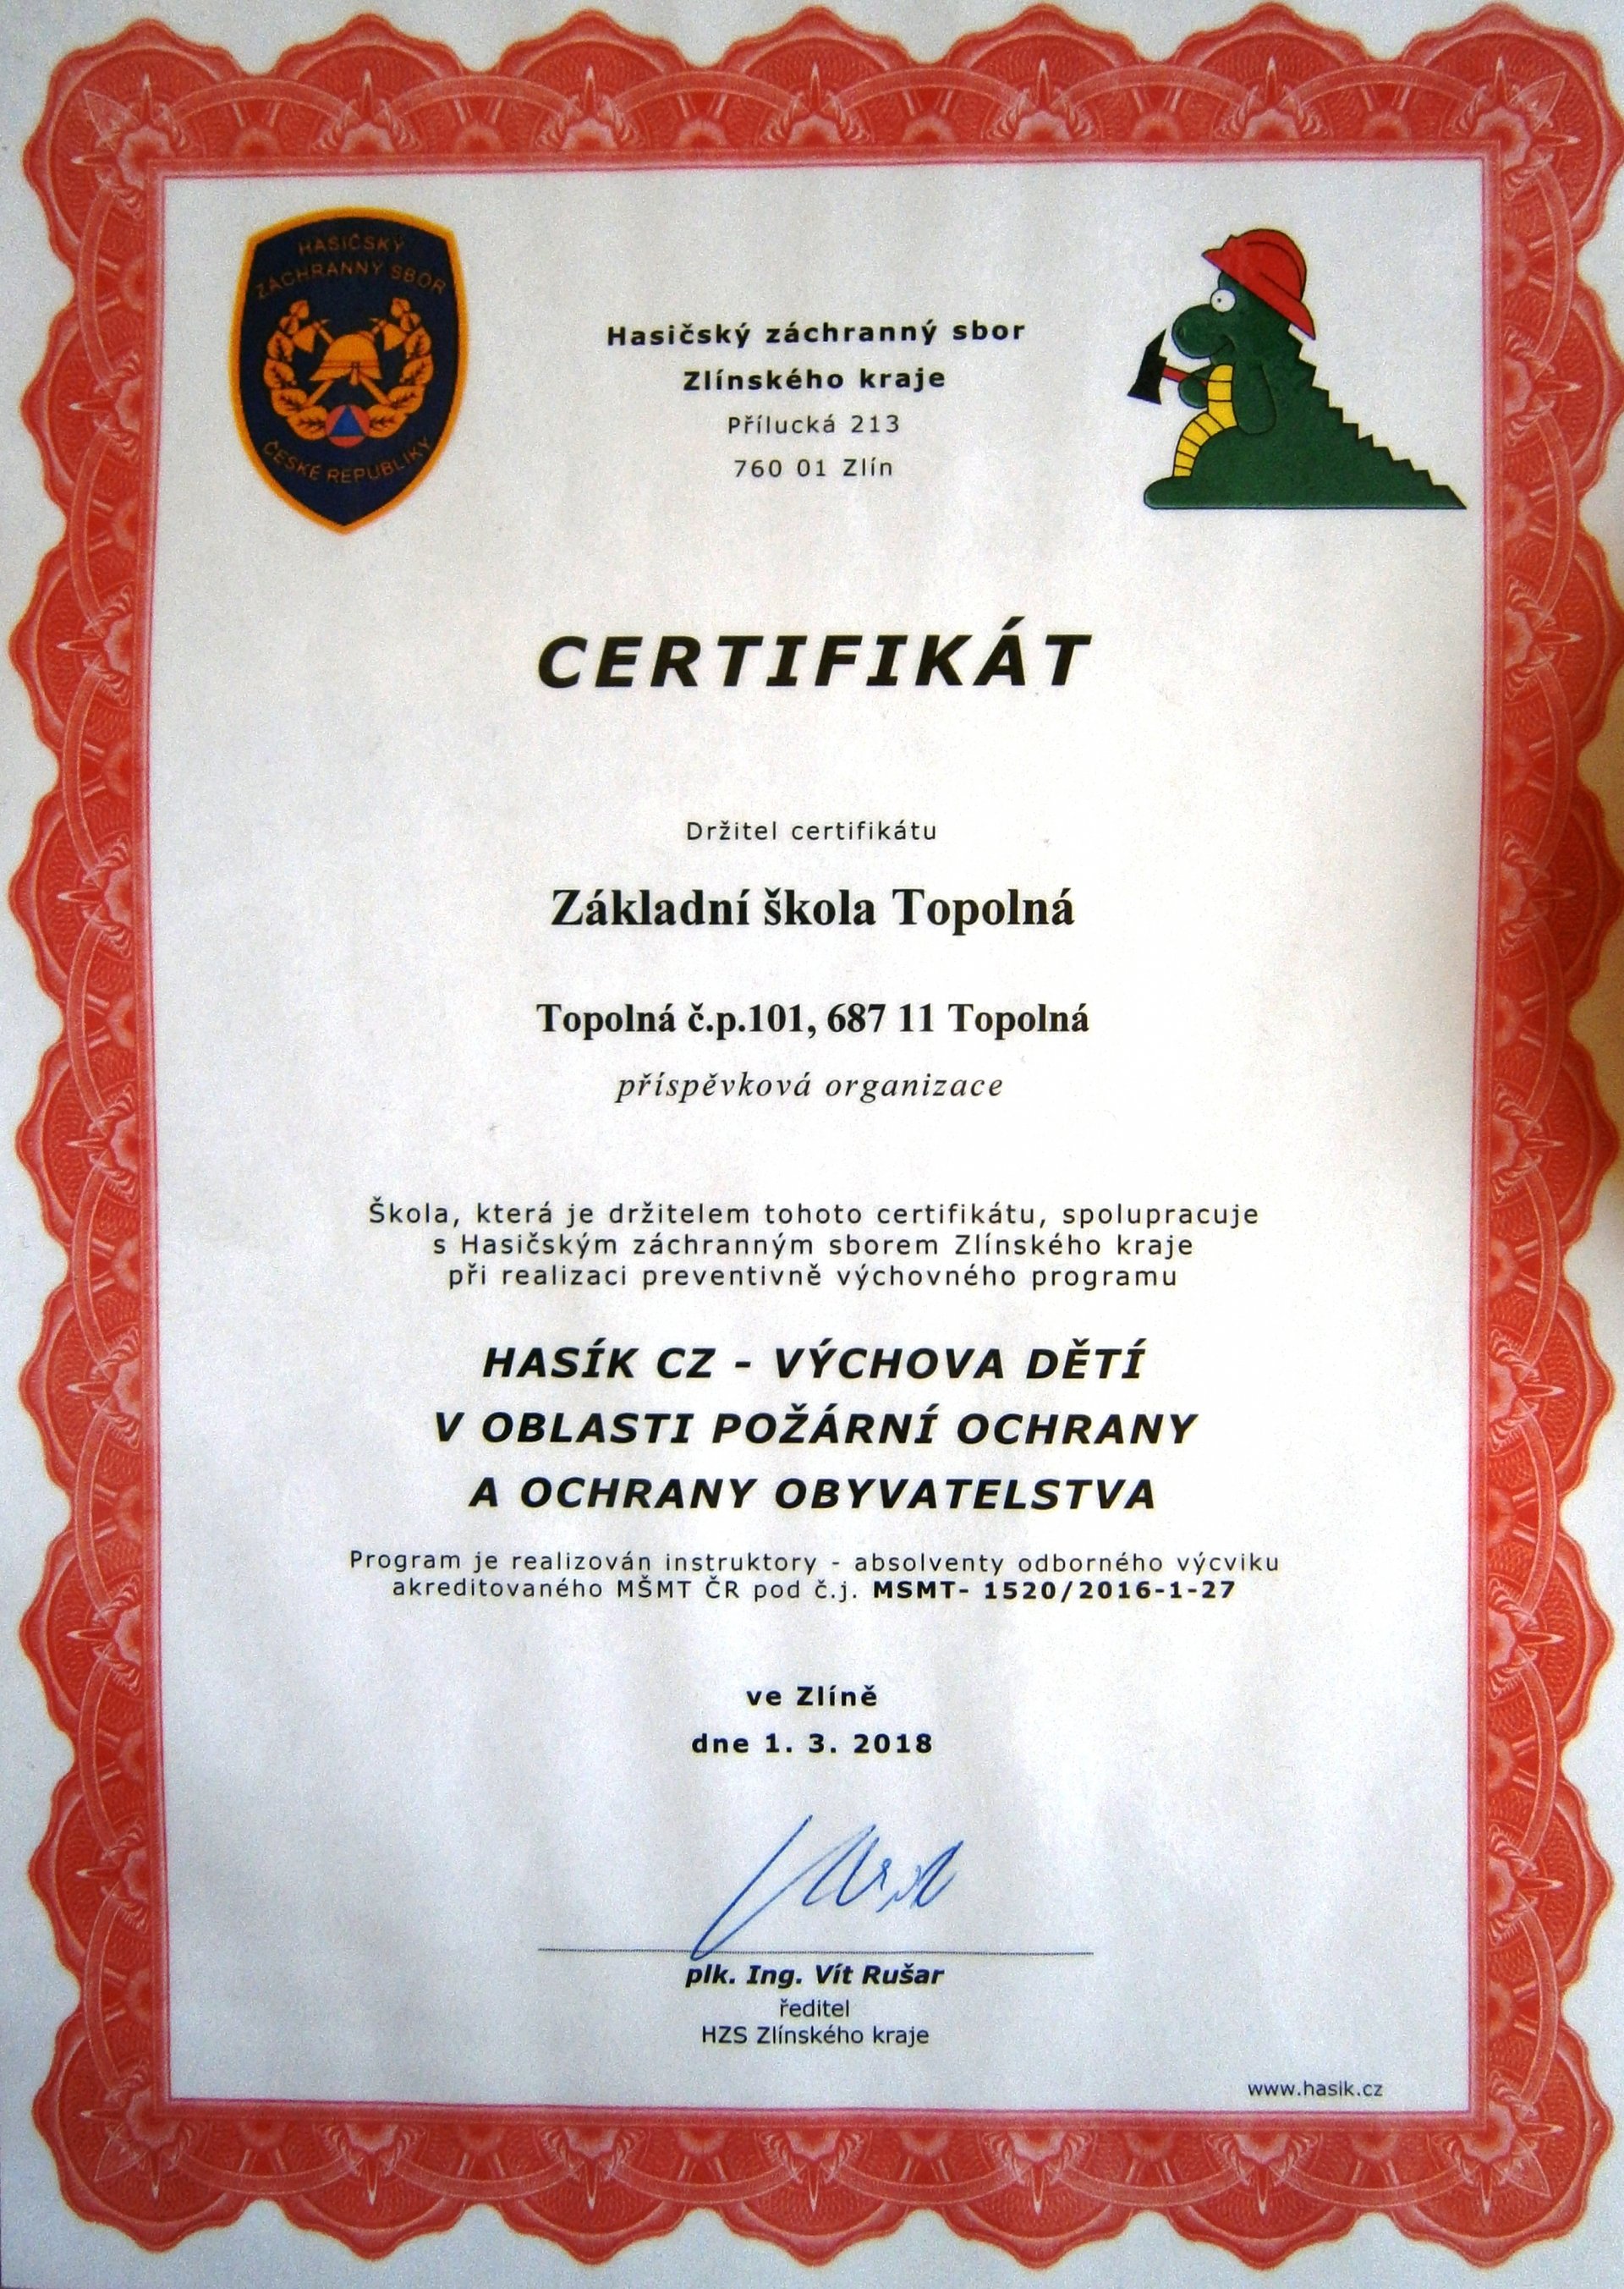 HASIČSKÝ
ZÁCHRANNÝ SBOR
ČESKÉ REPUBLIKY
Hasičský záchranný sbor
Zlínského kraje
Přílucká 213
760 01 Zlín
CERTIFIKÁT
Držitel certifikátu
Základní škola Topolná
Topolná č.p.101, 687 11 Topolná
příspěvková organizace
Škola, která je držitelem tohoto certifikátu, spolupracuje
s Hasičským záchranným sborem Zlínského kraje
při realizaci preventivně výchovného programu
HASÍK CZ - VÝCHOVA DĚTÍ
V OBLASTI POŽÁRNÍ OCHRANY
A OCHRANY OBYVATELSTVA
Program je realizován instruktory - absolventy odborného výcviku
akreditovaného MŠMT ČR pod č.j. MSMT- 1520/2016-1-27
ve Zlíně
dne 1. 3. 2018
plk. Ing. Vít Rušar
ředitel
HZS Zlínského kraje
www.hasik.cz